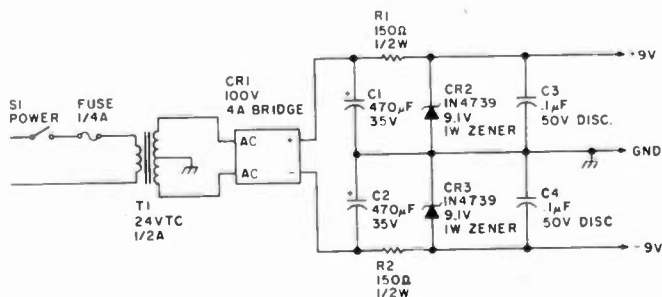 S1
POWER
FUSE
1/4A
T1
24VTC
1/2A
CR1
100V
4A BRIDGE
AC
+
AC
-
R1
150Ω
1/2W
+
C1
470µF
35V
CR2
1N4739
9.1V
1W ZENER
C3
.1µF
50V DISC.
+9V
GND
+
C2
470µF
35V
CR3
1N4739
9.1V
1W ZENER
C4
.1µF
50V DISC
-9V
R2
150Ω
1/2W